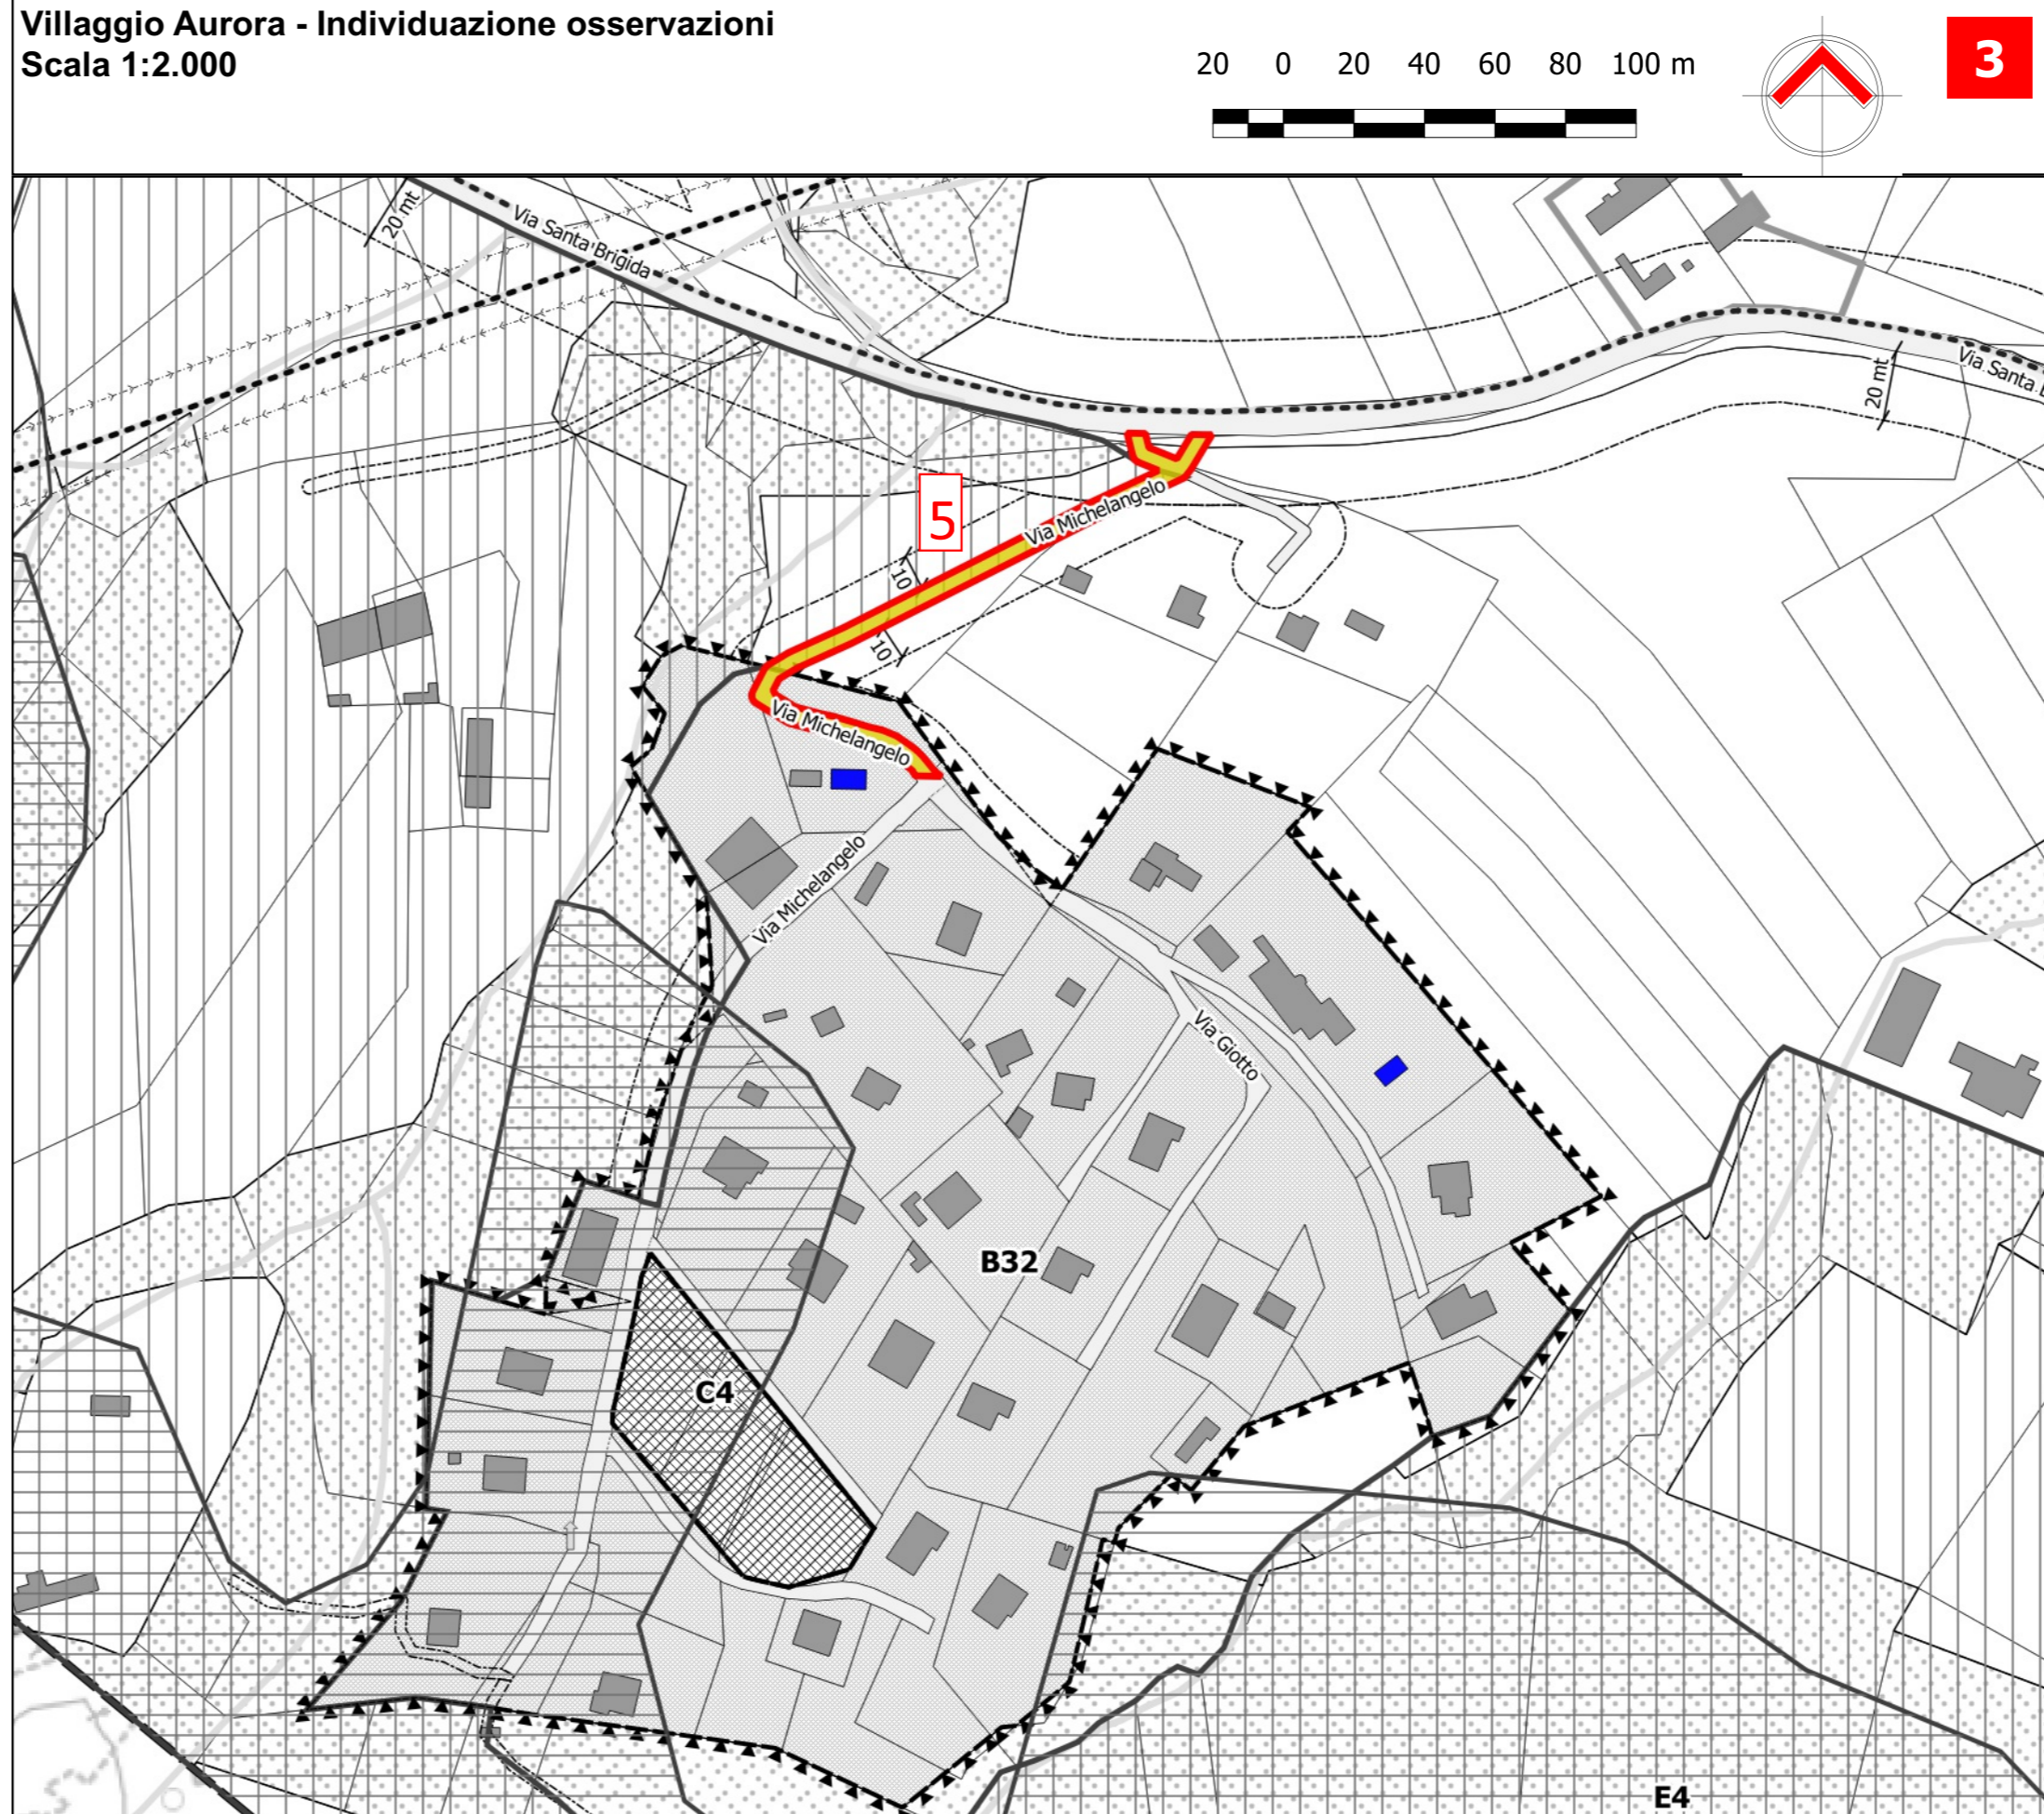 Villaggio Aurora - Individuazione osservazioni
Scala 1:2.000
20 0 20 40 60 80 100 m
3
20 mt
Via Santa Brigida
Via Santa
20 mt
5
Via Michelangelo
10
10
Via Michelangelo
Via Michelangelo
Via Giotto
B32
C4
E4